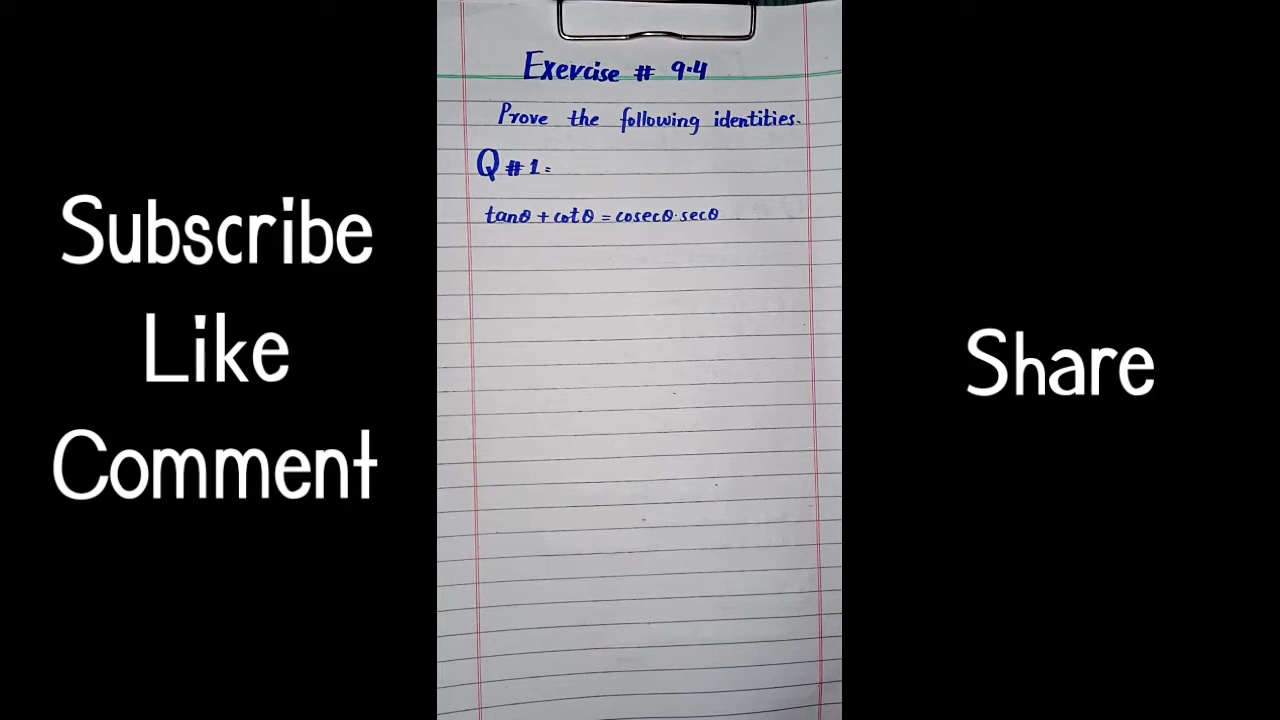 Subscribe
Like
Comment
Exercise # 9.4
Prove the following identities.
Q # 1 =
tanθ + cotθ = cosecθ·secθ
Share